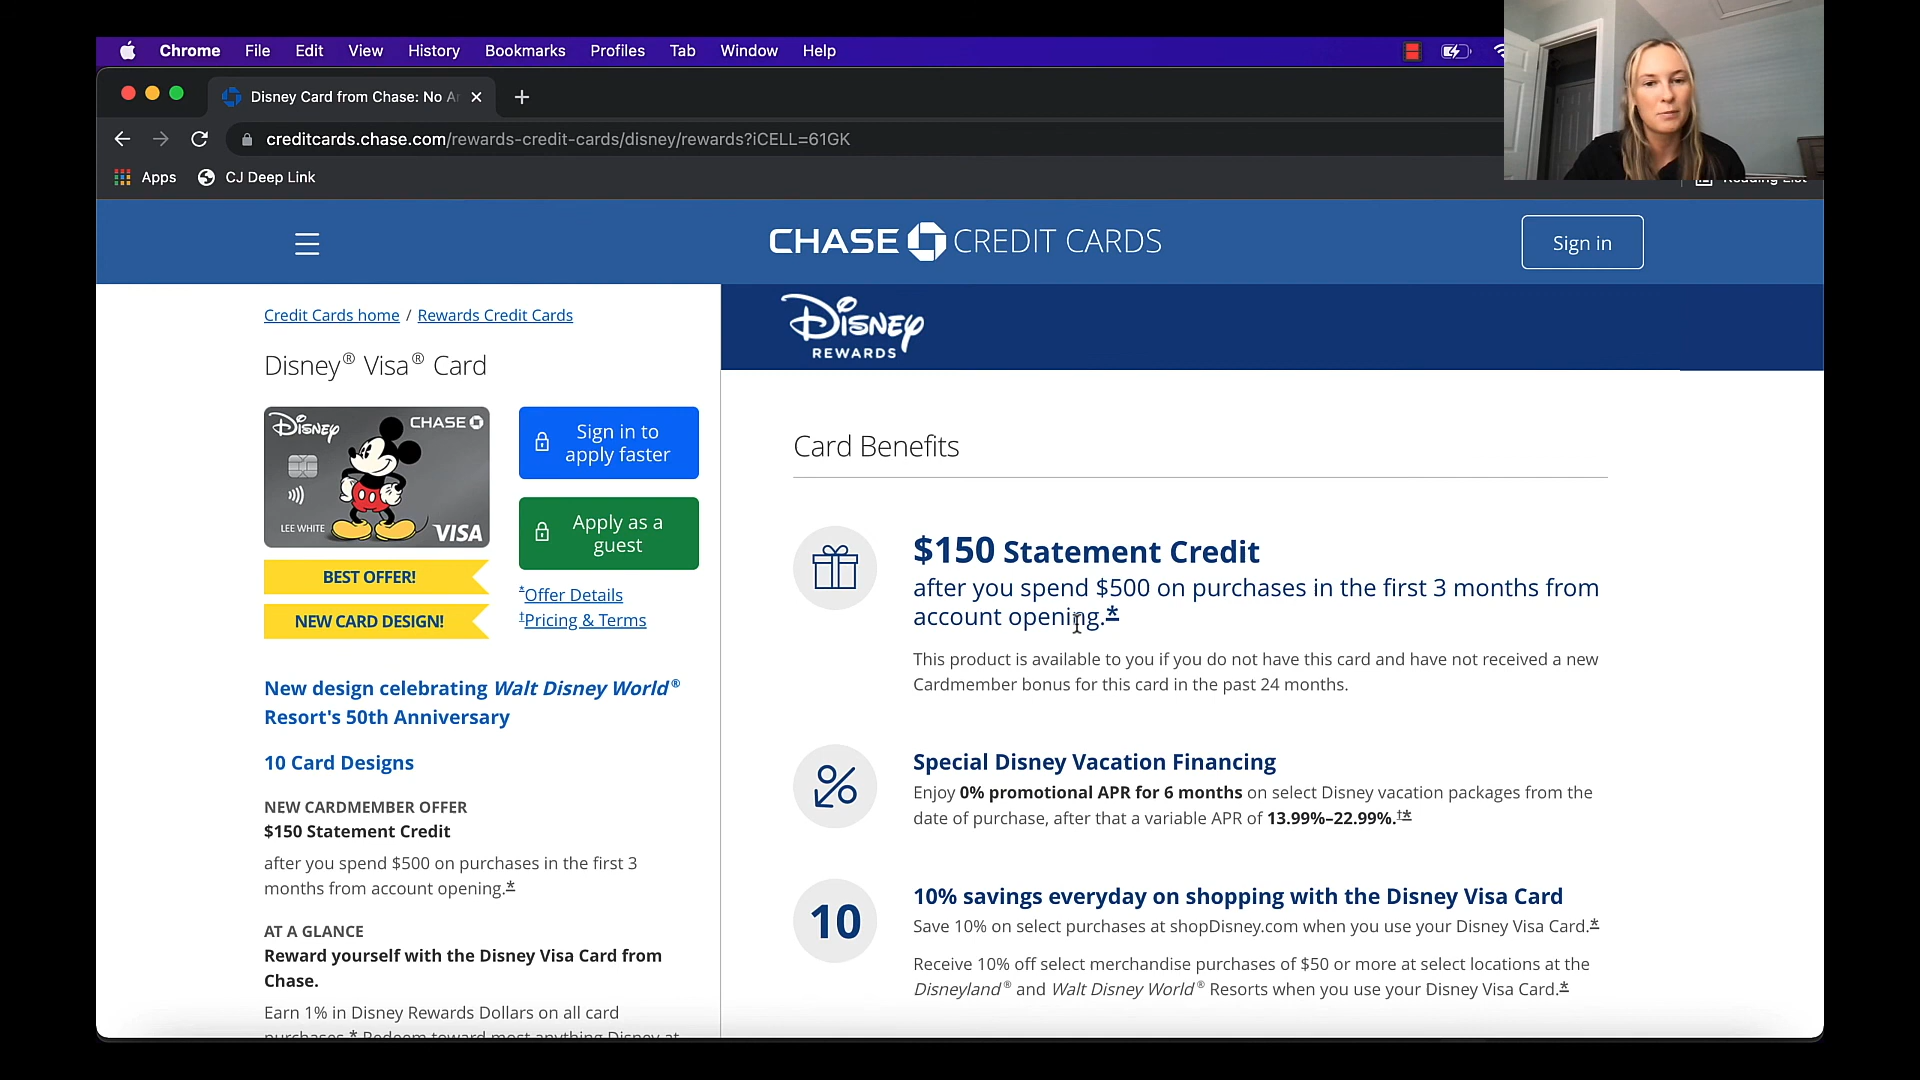 Chrome File Edit View History Bookmarks Profiles Tab Window Help
Disney Card from Chase: No
creditcards.chase.com/rewards-credit-cards/disney/rewards?iCELL=61GK
Apps CJ Deep Link
CHASE CREDIT CARDS
Sign in
Credit Cards home / Rewards Credit Cards
Disney® Visa® Card
Disney CHASE
LEE WHITE VISA
Sign in to
apply faster
Apply as a
guest
BEST OFFER!
NEW CARD DESIGN!
*Offer Details
†Pricing & Terms
New design celebrating Walt Disney World®
Resort's 50th Anniversary
10 Card Designs
NEW CARDMEMBER OFFER
$150 Statement Credit
after you spend $500 on purchases in the first 3
months from account opening.*
AT A GLANCE
Reward yourself with the Disney Visa Card from
Chase.
Earn 1% in Disney Rewards Dollars on all card
purchases.* Redeem toward most anything Disney at
Disney
REWARDS
Card Benefits
$150 Statement Credit
after you spend $500 on purchases in the first 3 months from
account opening.*
This product is available to you if you do not have this card and have not received a new
Cardmember bonus for this card in the past 24 months.
Special Disney Vacation Financing
Enjoy 0% promotional APR for 6 months on select Disney vacation packages from the
date of purchase, after that a variable APR of 13.99%–22.99%.†*
10
10% savings everyday on shopping with the Disney Visa Card
Save 10% on select purchases at shopDisney.com when you use your Disney Visa Card.*
Receive 10% off select merchandise purchases of $50 or more at select locations at the
Disneyland® and Walt Disney World® Resorts when you use your Disney Visa Card.*